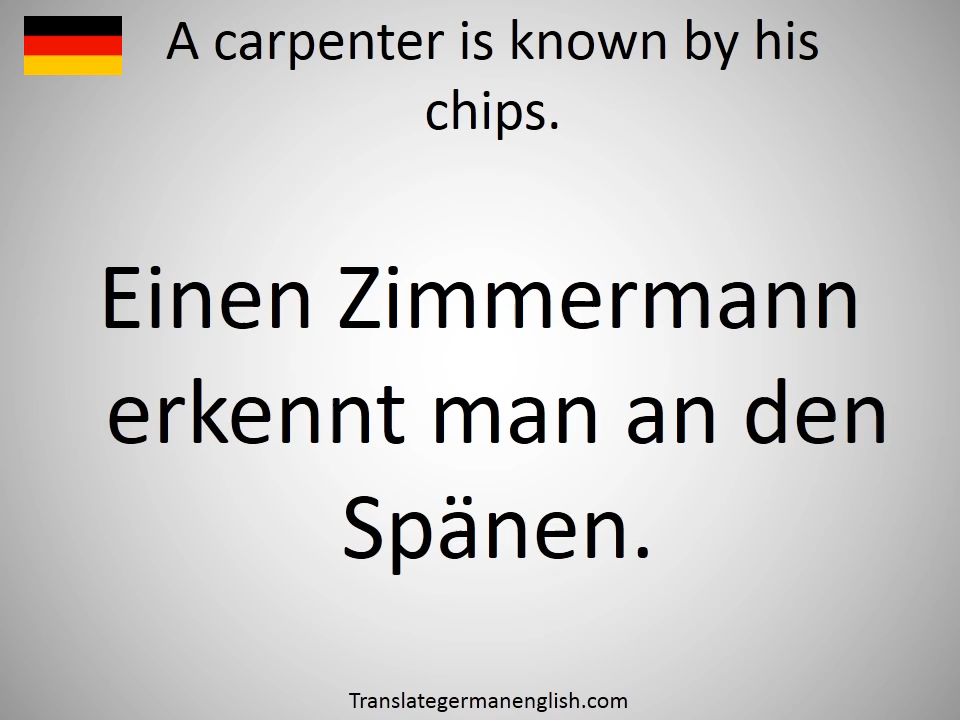 A carpenter is known by his
chips.
Einen Zimmermann
erkennt man an den
Spänen.
Translategermanenglish.com